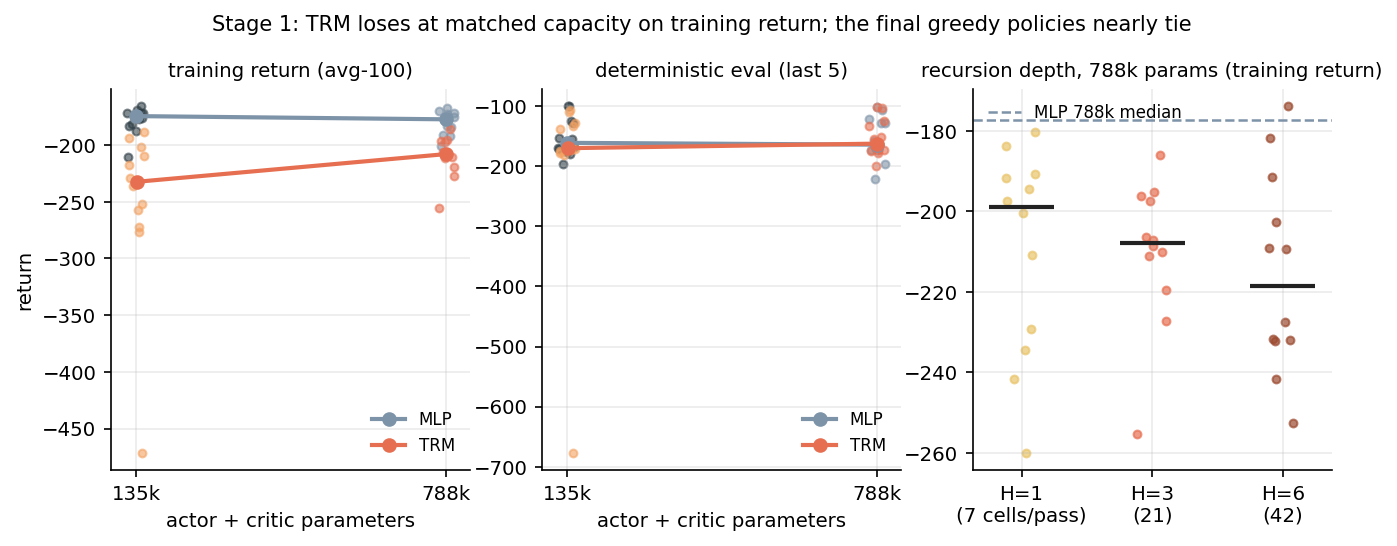 Stage 1: TRM loses at matched capacity on training return; the final greedy policies nearly tie
training return (avg-100)
return
−200
−250
−300
−350
−400
−450
135k
788k
actor + critic parameters
MLP
TRM
deterministic eval (last 5)
−100
−200
−300
−400
−500
−600
−700
135k
788k
actor + critic parameters
MLP
TRM
recursion depth, 788k params (training return)
MLP 788k median
−180
−200
−220
−240
−260
H=1
(7 cells/pass)
H=3
(21)
H=6
(42)